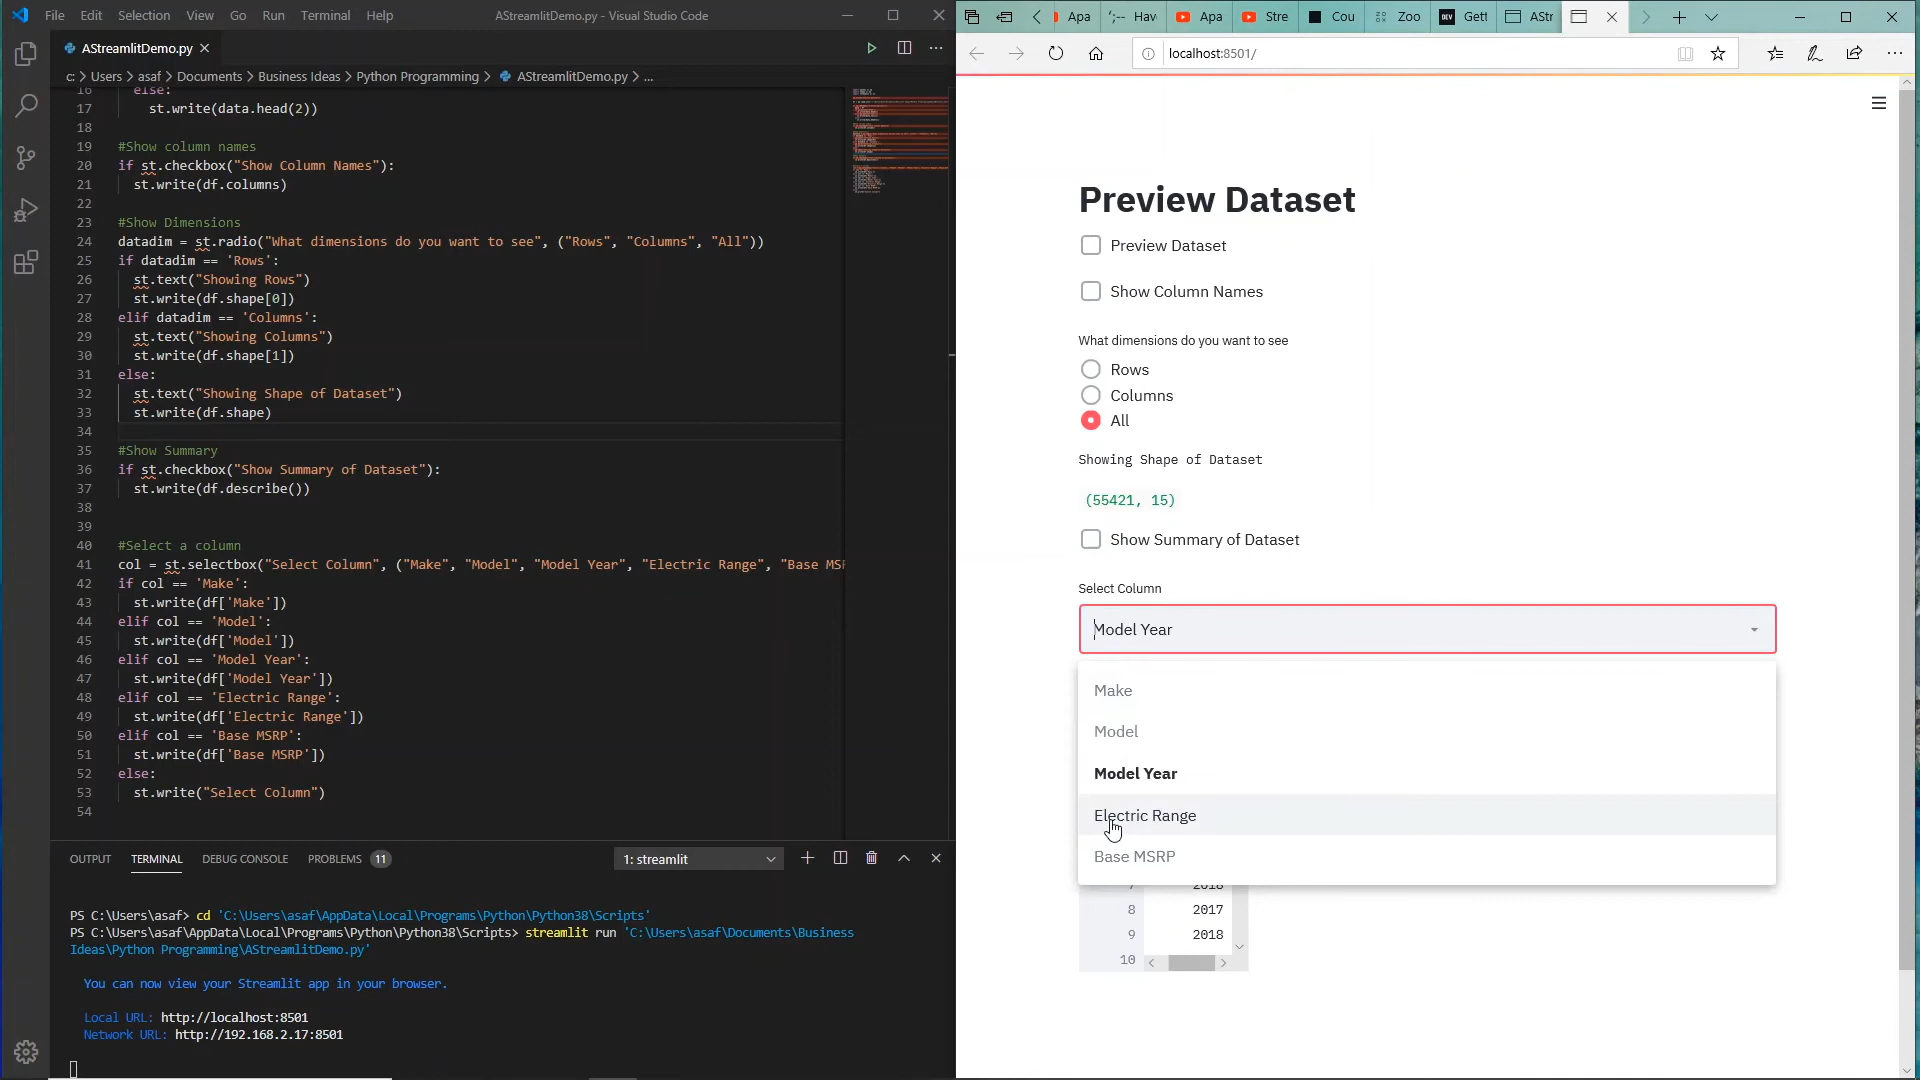 File Edit Selection View Go Run Terminal Help
AStreamlitDemo.py - Visual Studio Code
AStreamlitDemo.py
c: > Users > asaf > Documents > Business Ideas > Python Programming > AStreamlitDemo.py > ...
16 else:
17 st.write(data.head(2))
18
19 #Show column names
20 if st.checkbox("Show Column Names"):
21 st.write(df.columns)
22
23 #Show Dimensions
24 datadim = st.radio("What dimensions do you want to see", ("Rows", "Columns", "All"))
25 if datadim == 'Rows':
26 st.text("Showing Rows")
27 st.write(df.shape[0])
28 elif datadim == 'Columns':
29 st.text("Showing Columns")
30 st.write(df.shape[1])
31 else:
32 st.text("Showing Shape of Dataset")
33 st.write(df.shape)
34
35 #Show Summary
36 if st.checkbox("Show Summary of Dataset"):
37 st.write(df.describe())
38
39
40 #Select a column
41 col = st.selectbox("Select Column", ("Make", "Model", "Model Year", "Electric Range", "Base MSR
42 if col == 'Make':
43 st.write(df['Make'])
44 elif col == 'Model':
45 st.write(df['Model'])
46 elif col == 'Model Year':
47 st.write(df['Model Year'])
48 elif col == 'Electric Range':
49 st.write(df['Electric Range'])
50 elif col == 'Base MSRP':
51 st.write(df['Base MSRP'])
52 else:
53 st.write("Select Column")
54
OUTPUT TERMINAL DEBUG CONSOLE PROBLEMS 11
1: streamlit
PS C:\Users\asaf> cd 'C:\Users\asaf\AppData\Local\Programs\Python\Python38\Scripts'
PS C:\Users\asaf\AppData\Local\Programs\Python\Python38\Scripts> streamlit run 'C:\Users\asaf\Documents\Business
Ideas\Python Programming\AStreamlitDemo.py'
You can now view your Streamlit app in your browser.
Local URL: http://localhost:8501
Network URL: http://192.168.2.17:8501
Apa Hav Apa Stre Cou Zoo DEV Gett AStr
localhost:8501/
Preview Dataset
Preview Dataset
Show Column Names
What dimensions do you want to see
Rows
Columns
All
Showing Shape of Dataset
(55421, 15)
Show Summary of Dataset
Select Column
Model Year
Make
Model
Model Year
Electric Range
Base MSRP
7 2018
8 2017
9 2018
10